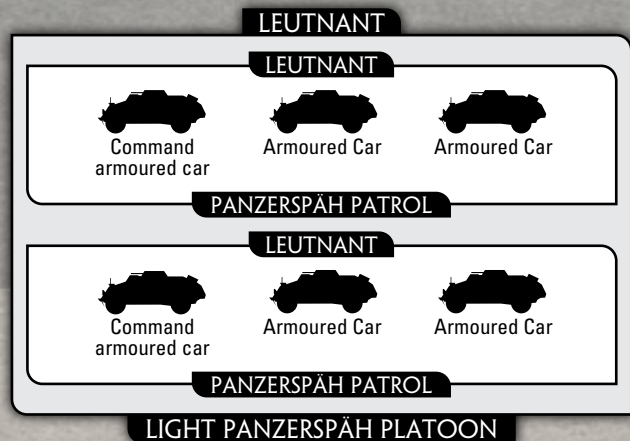 LEUTNANT
LEUTNANT
Command
armoured car
Armoured Car
Armoured Car
PANZERSPÄH PATROL
LEUTNANT
Command
armoured car
Armoured Car
Armoured Car
PANZERSPÄH PATROL
LIGHT PANZERSPÄH PLATOON